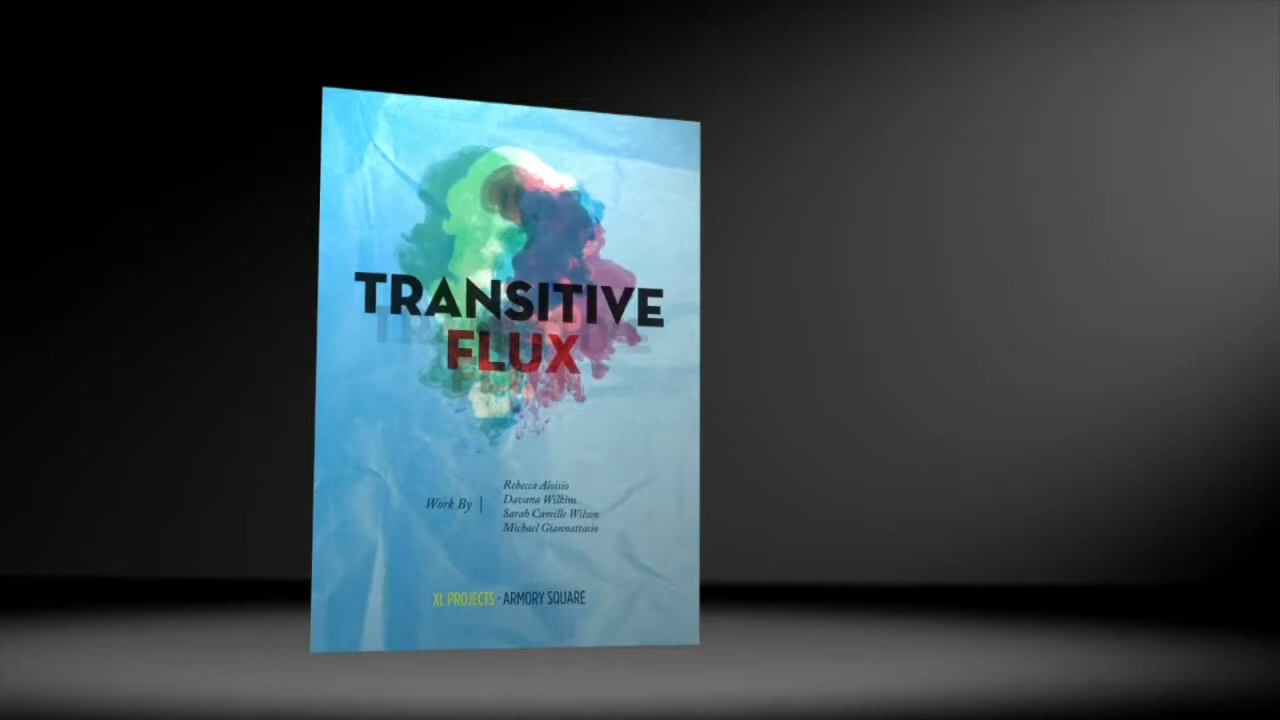 TRANSITIVE
FLUX
Work By
Rebecca Aloisio
Davana Wilkins
Sarah Camille Wilson
Michael Giannattasio
XL PROJECTS · ARMORY SQUARE